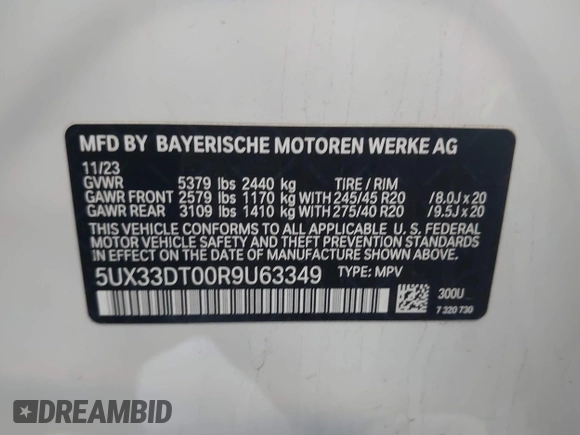 MFD BY BAYERISCHE MOTOREN WERKE AG
11/23
GVWR 5379 lbs 2440 kg TIRE / RIM
GAWR FRONT 2579 lbs 1170 kg WITH 245/45 R20 /8.0J x 20
GAWR REAR 3109 lbs 1410 kg WITH 275/40 R20 /9.5J x 20
THIS VEHICLE CONFORMS TO ALL APPLICABLE U. S. FEDERAL
MOTOR VEHICLE SAFETY AND THEFT PREVENTION
STANDARDS IN EFFECT ON THE DATE OF MANUFACTURE
SHOWN ABOVE.
5UX33DT00R9U63349 TYPE: MPV
300U
7 320 730
DREAMBID